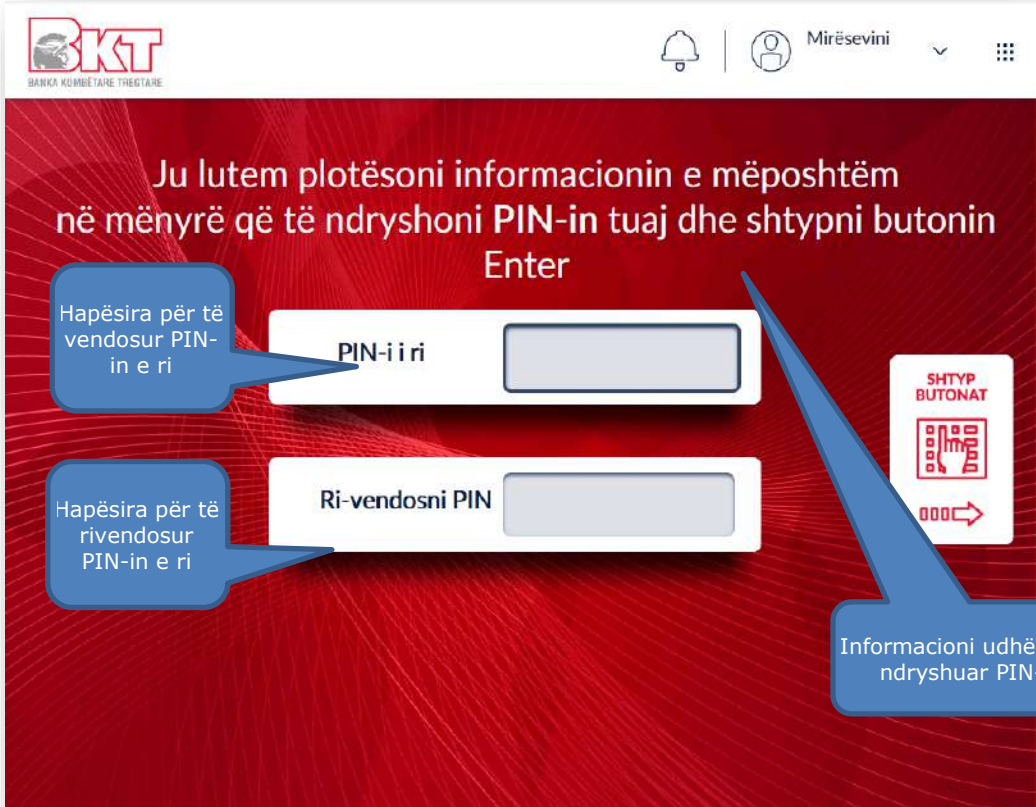 BKT
BANKA KOMBËTARE TREGTARE
Mirësevini
Ju lutem plotësoni informacionin e mëposhtëm
në mënyrë që të ndryshoni PIN-in tuaj dhe shtypni butonin
Enter
Hapësira për të
vendosur PIN-
in e ri
PIN-i i ri
SHTYP
BUTONAT
Hapësira për të
rivendosur
PIN-in e ri
Ri-vendosni PIN
Informacioni udhë
ndryshuar PIN-